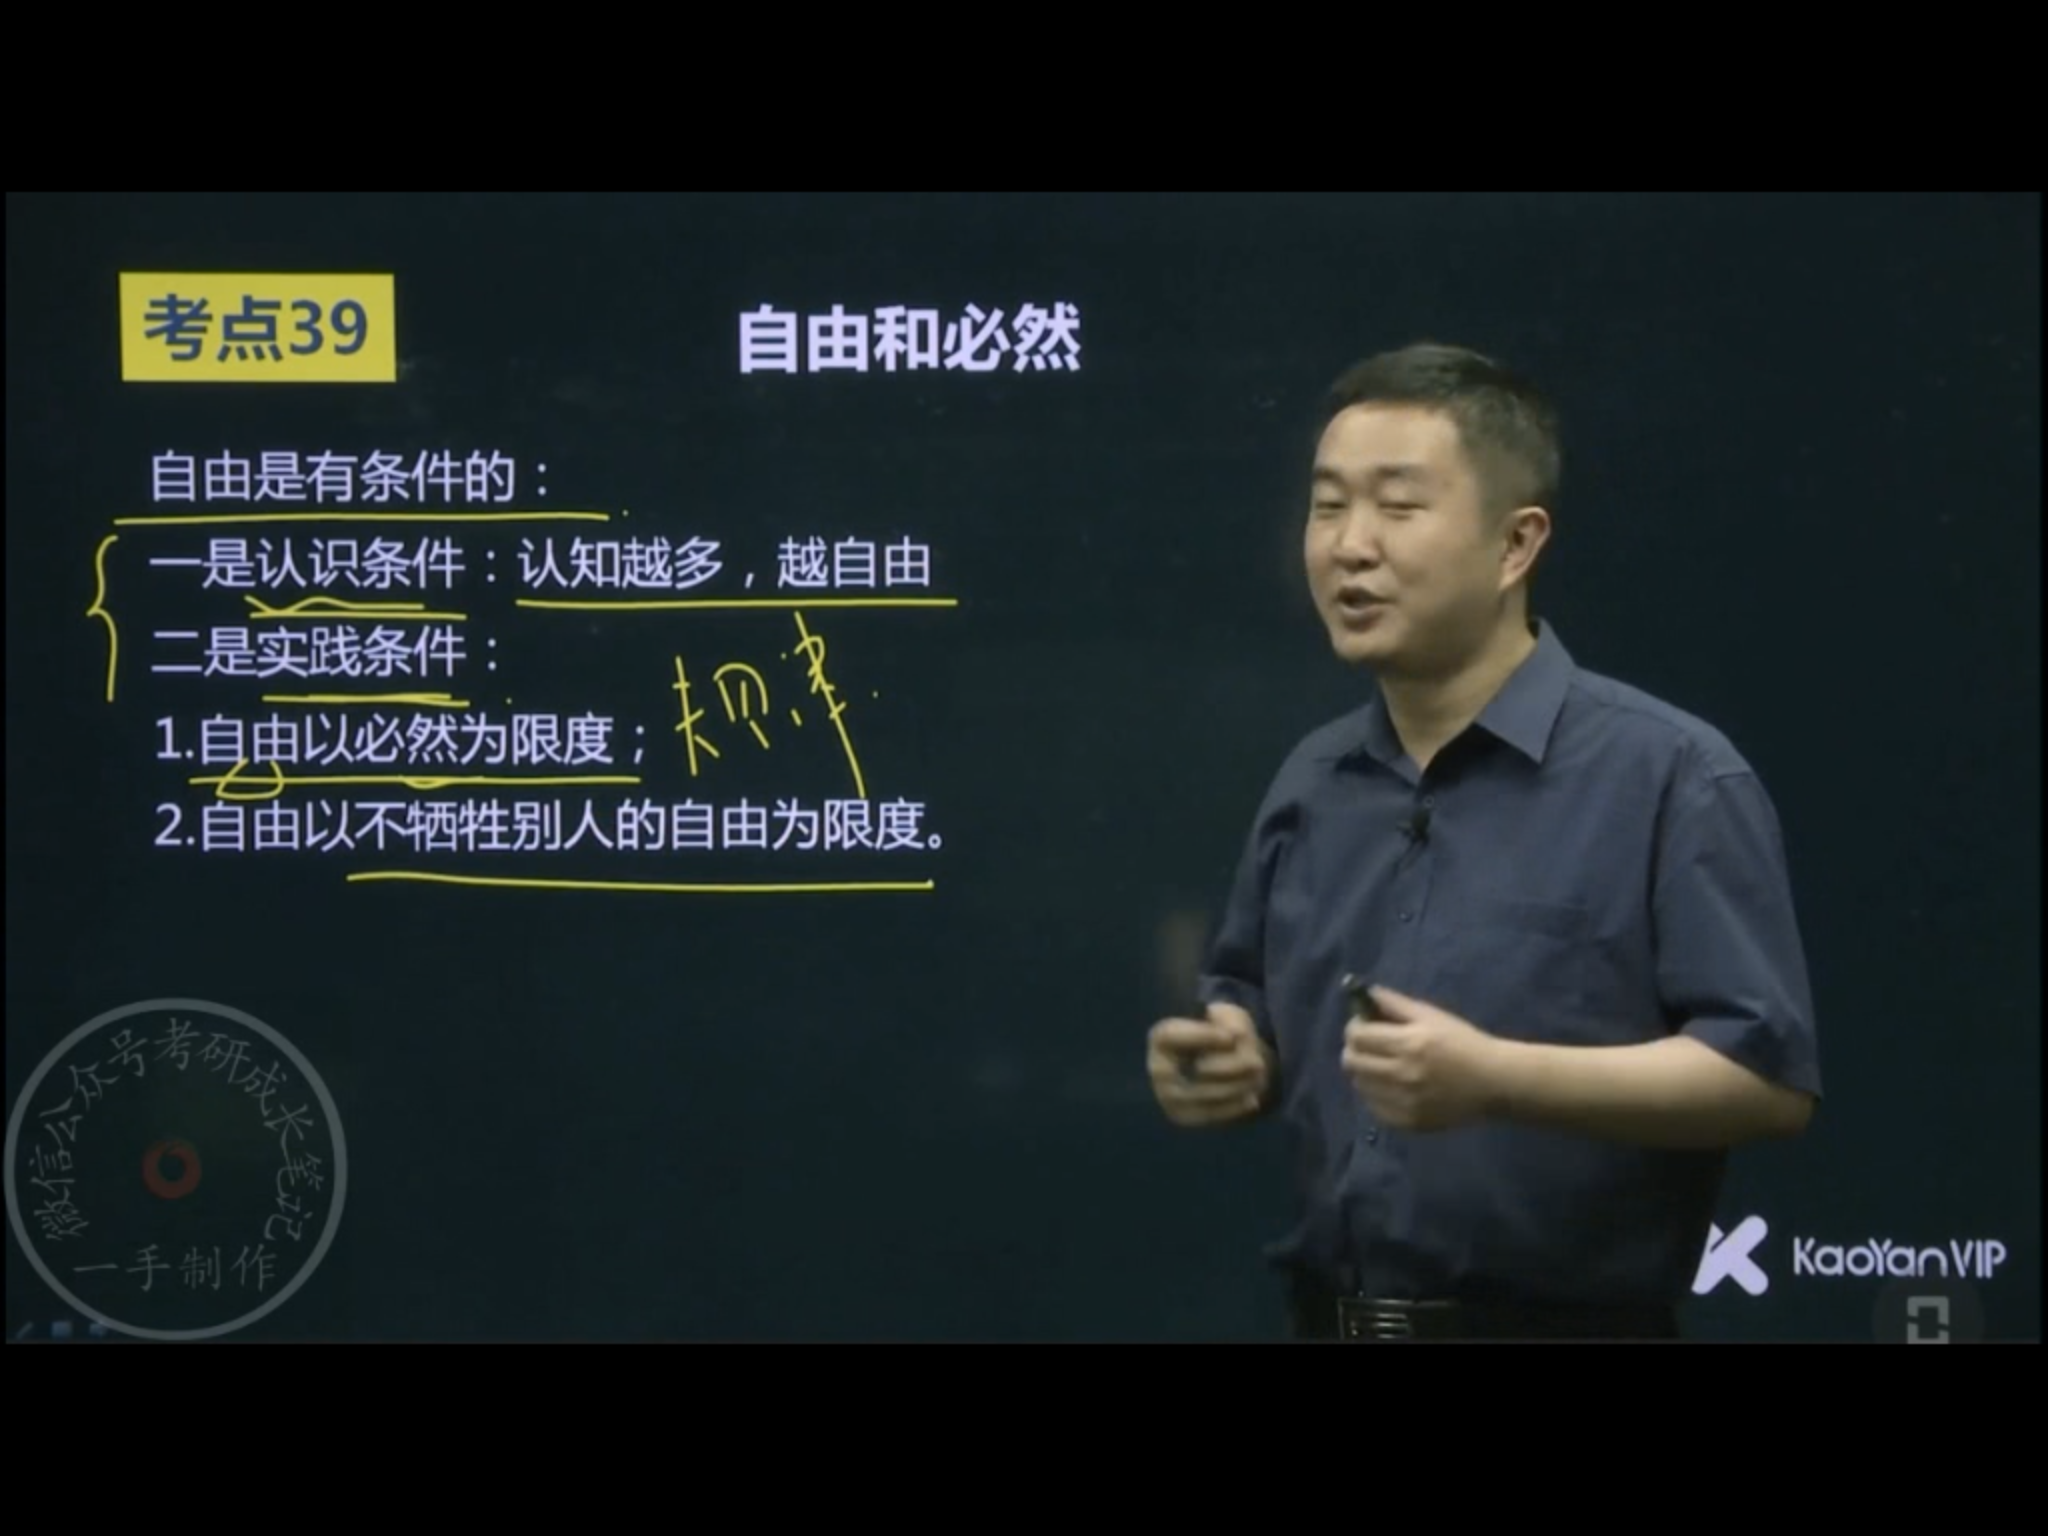 考点39
自由和必然
自由是有条件的：
一是认识条件：认知越多，越自由
二是实践条件：
规律
1.自由以必然为限度；
2.自由以不牺牲别人的自由为限度。
微信公众号考研成长笔记
一手制作
KaoYanVIP